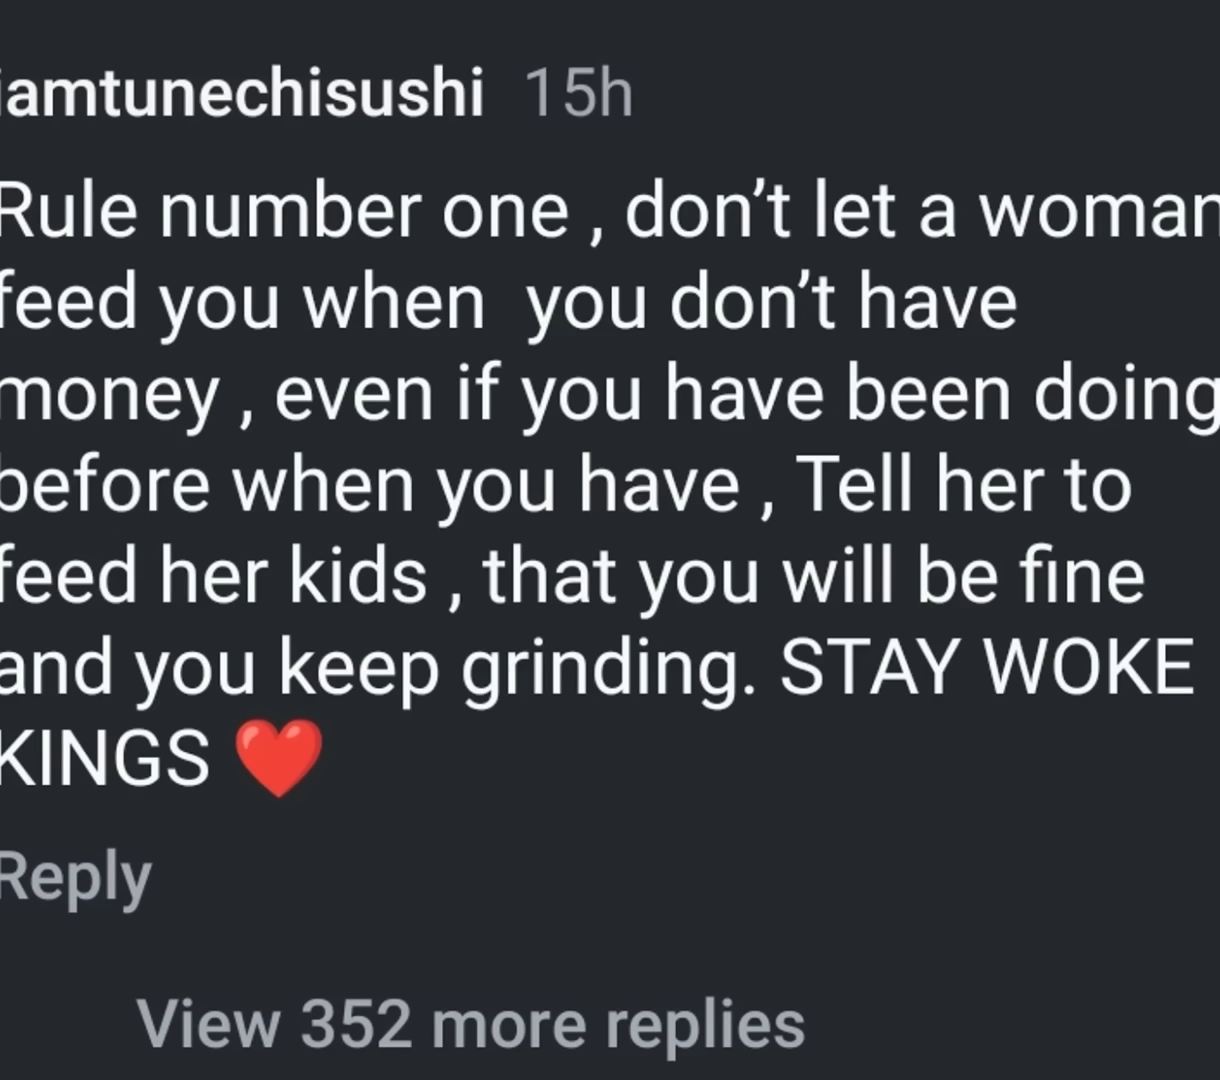 iamtunechisushi 15h
Rule number one , don’t let a woman
feed you when  you don’t have
money , even if you have been doing
before when you have , Tell her to
feed her kids , that you will be fine
and you keep grinding. STAY WOKE
KINGS ❤️
Reply
View 352 more replies